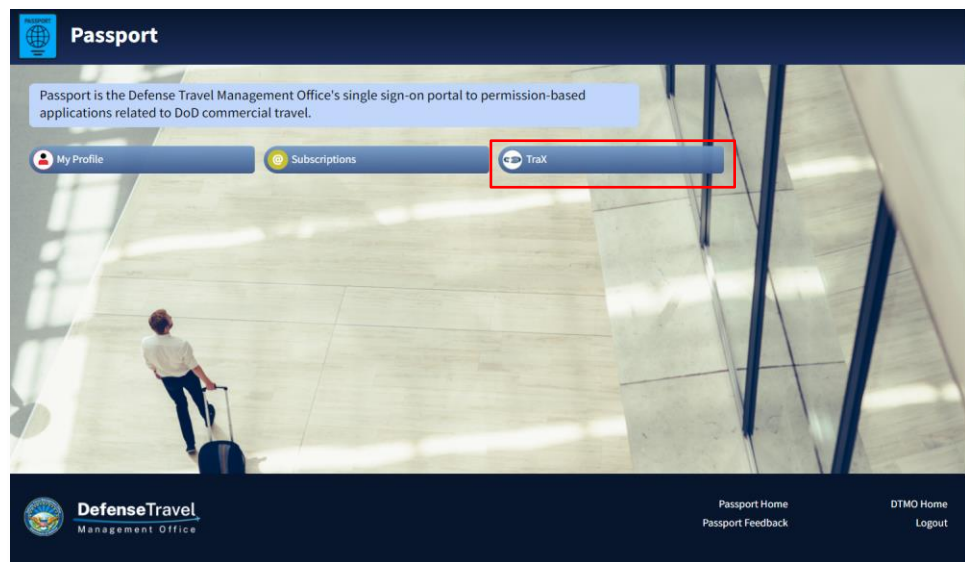 PASSPORT
Passport
Passport is the Defense Travel Management Office's single sign-on portal to permission-based
applications related to DoD commercial travel.
My Profile
@ Subscriptions
TraX
DefenseTravel
Management Office
Passport Home
DTMO Home
Passport Feedback
Logout